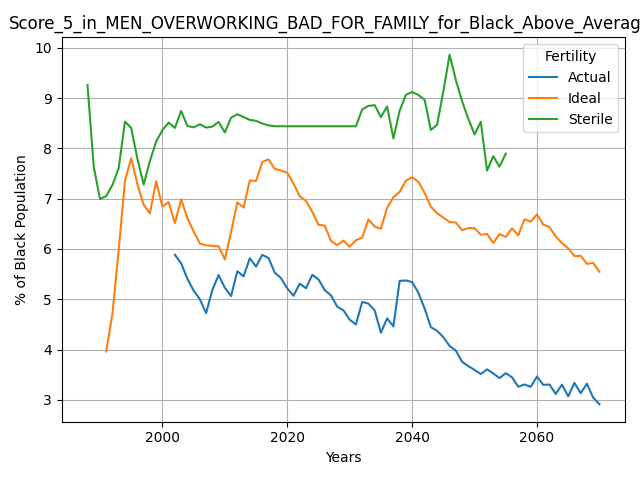 Score_5_in_MEN_OVERWORKING_BAD_FOR_FAMILY_for_Black_Above_Averag
10
9
8
7
6
5
4
3
% of Black Population
Fertility
Actual
Ideal
Sterile
2000
2020
2040
2060
Years